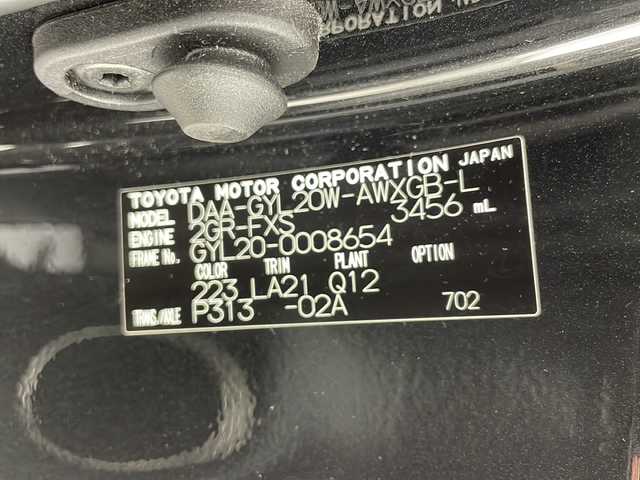 TOYOTA MOTOR CORPORATION JAPAN
MODEL DAA-GYL20W-AWXGB-L
ENGINE 2GR-FXS 3456 mL
FRAME No. GYL20-0008654
COLOR TRIM PLANT OPTION
223 LA21 Q12
TRANS/AXLE P313 -02A 702